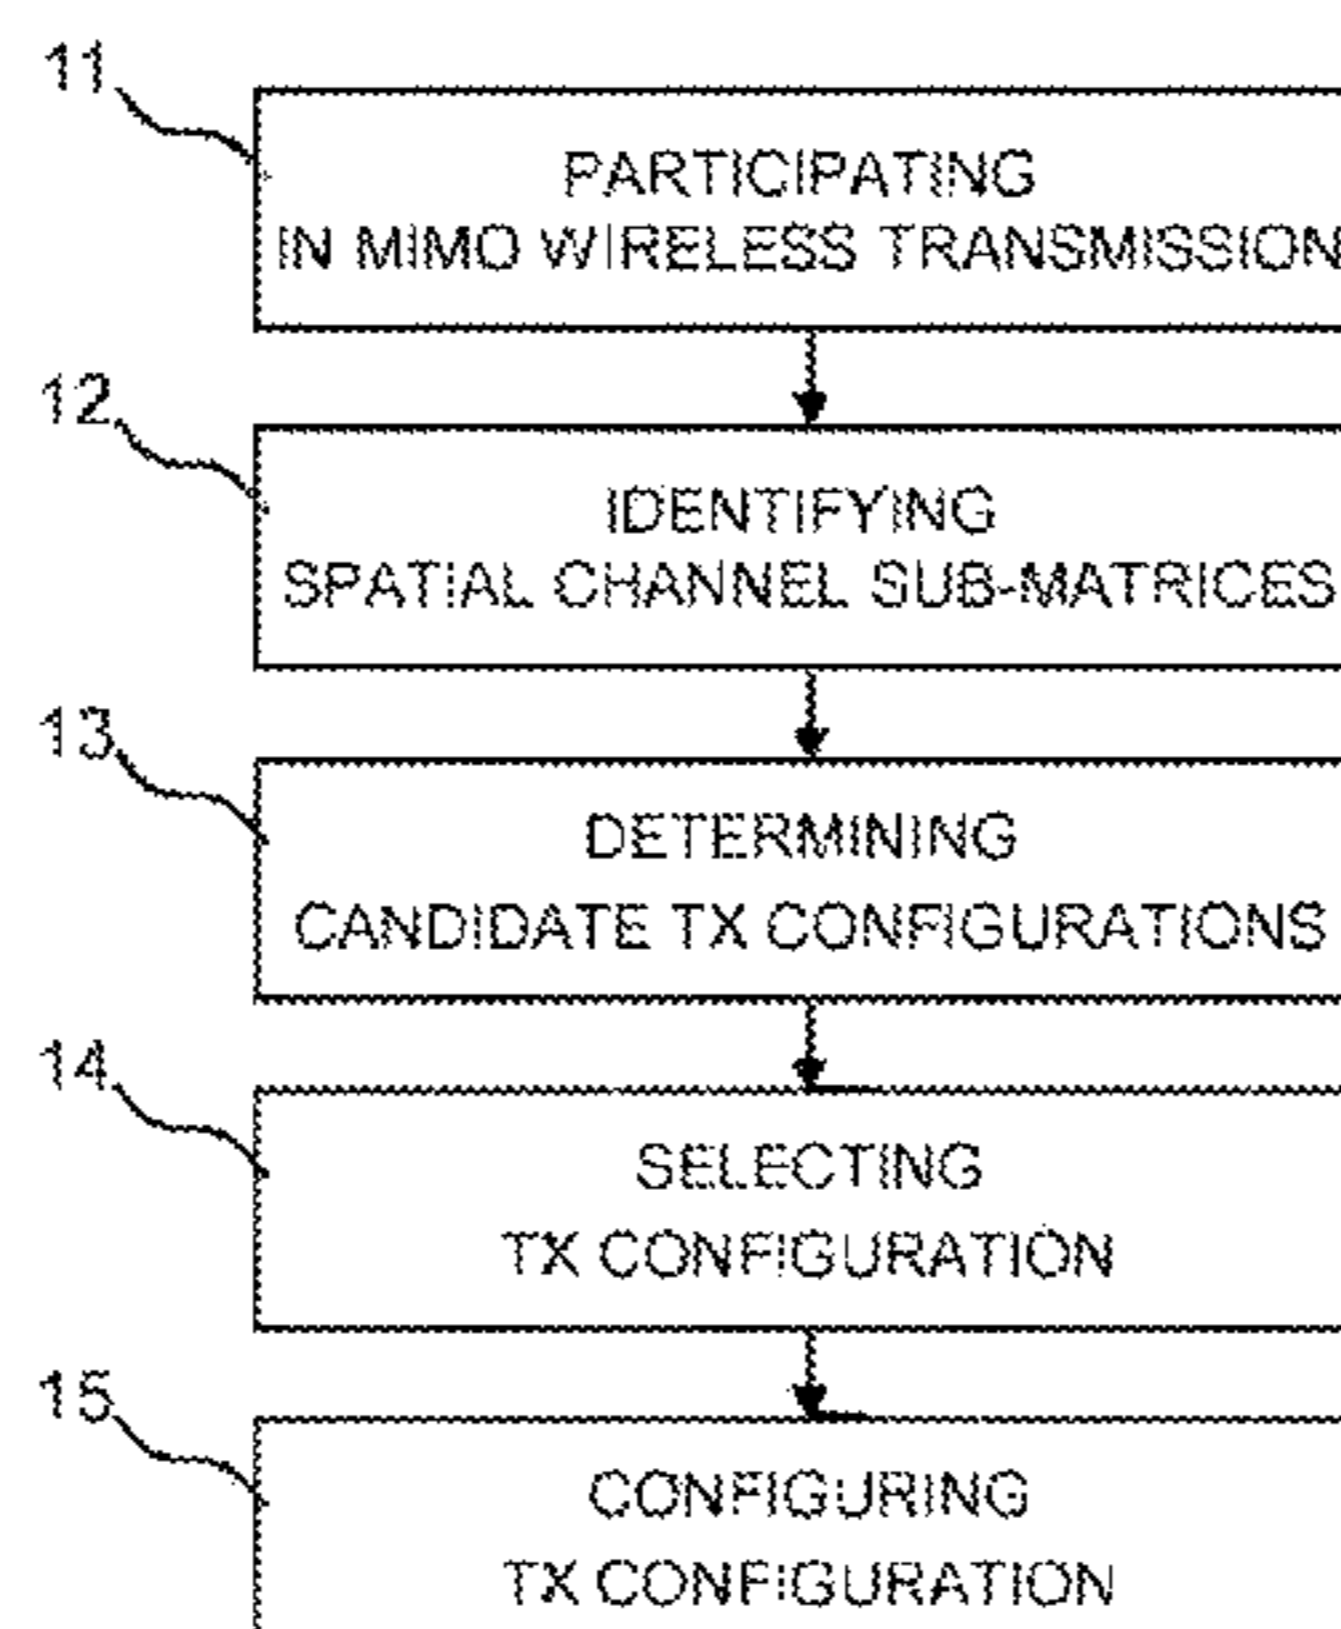 11
PARTICIPATING
IN MIMO WIRELESS TRANSMISSION
12
IDENTIFYING
SPATIAL CHANNEL SUB-MATRICES
13
DETERMINING
CANDIDATE TX CONFIGURATIONS
14
SELECTING
TX CONFIGURATION
15
CONFIGURING
TX CONFIGURATION